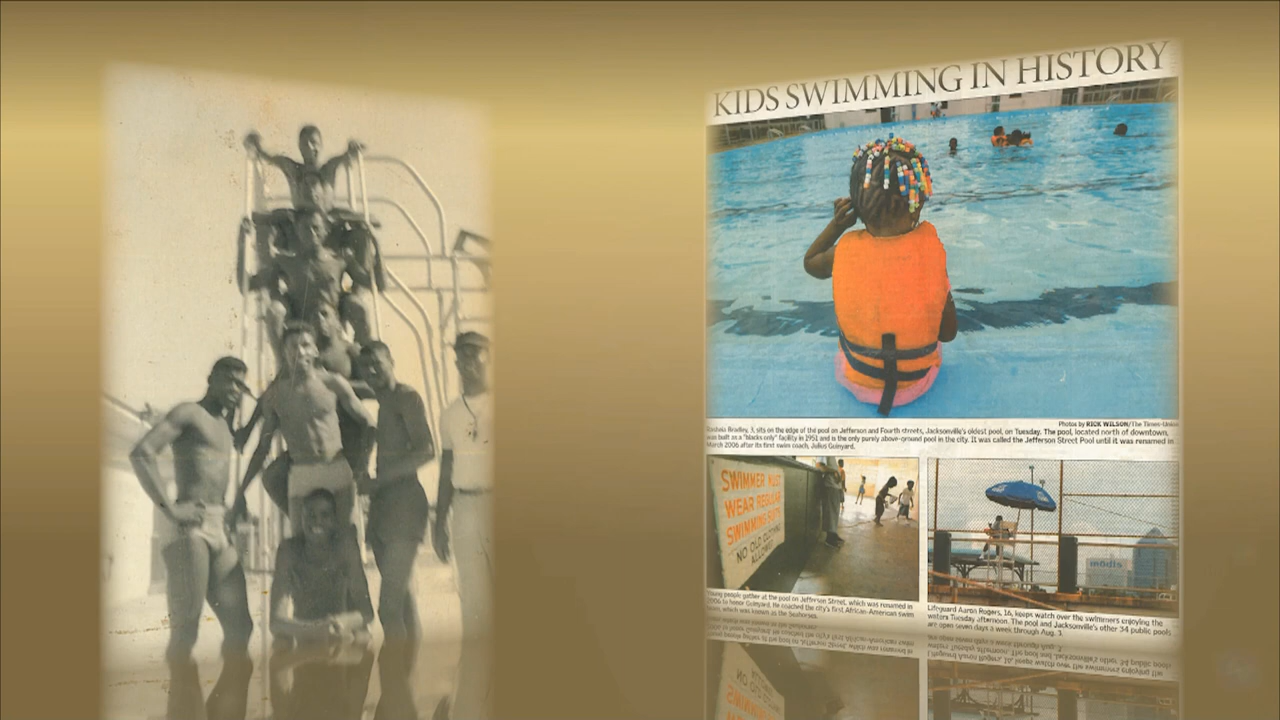 KIDS SWIMMING IN HISTORY
Photos by RICK WILSON/The Times-Union
Bradley, 3, sits on the edge of the pool on Jefferson and Fourth streets, Jacksonville's oldest pool, on Tuesday. The pool, located north of downtown,
was built as a "blacks only" facility in 1951 and is the only purely above-ground pool in the city. It was called the Jefferson Street Pool until it was renamed in
March 2006 after its first swim coach, Julius Guinyard.
SWIMMER MUST
WEAR REGULAR
SWIMMING SUITS
NO OLD CLOTHING
ALLOWED
modis
Young people gather at the pool on Jefferson Street, which was renamed in
2006 to honor Guinyard. He coached the city's first African-American swim
team, which was known as the Seahorses.
Lifeguard Aaron Rogers, 16, keeps watch over the swimmers enjoying the
waters Tuesday afternoon. The pool and Jacksonville's other 34 public pools
are open seven days a week through Aug. 3.